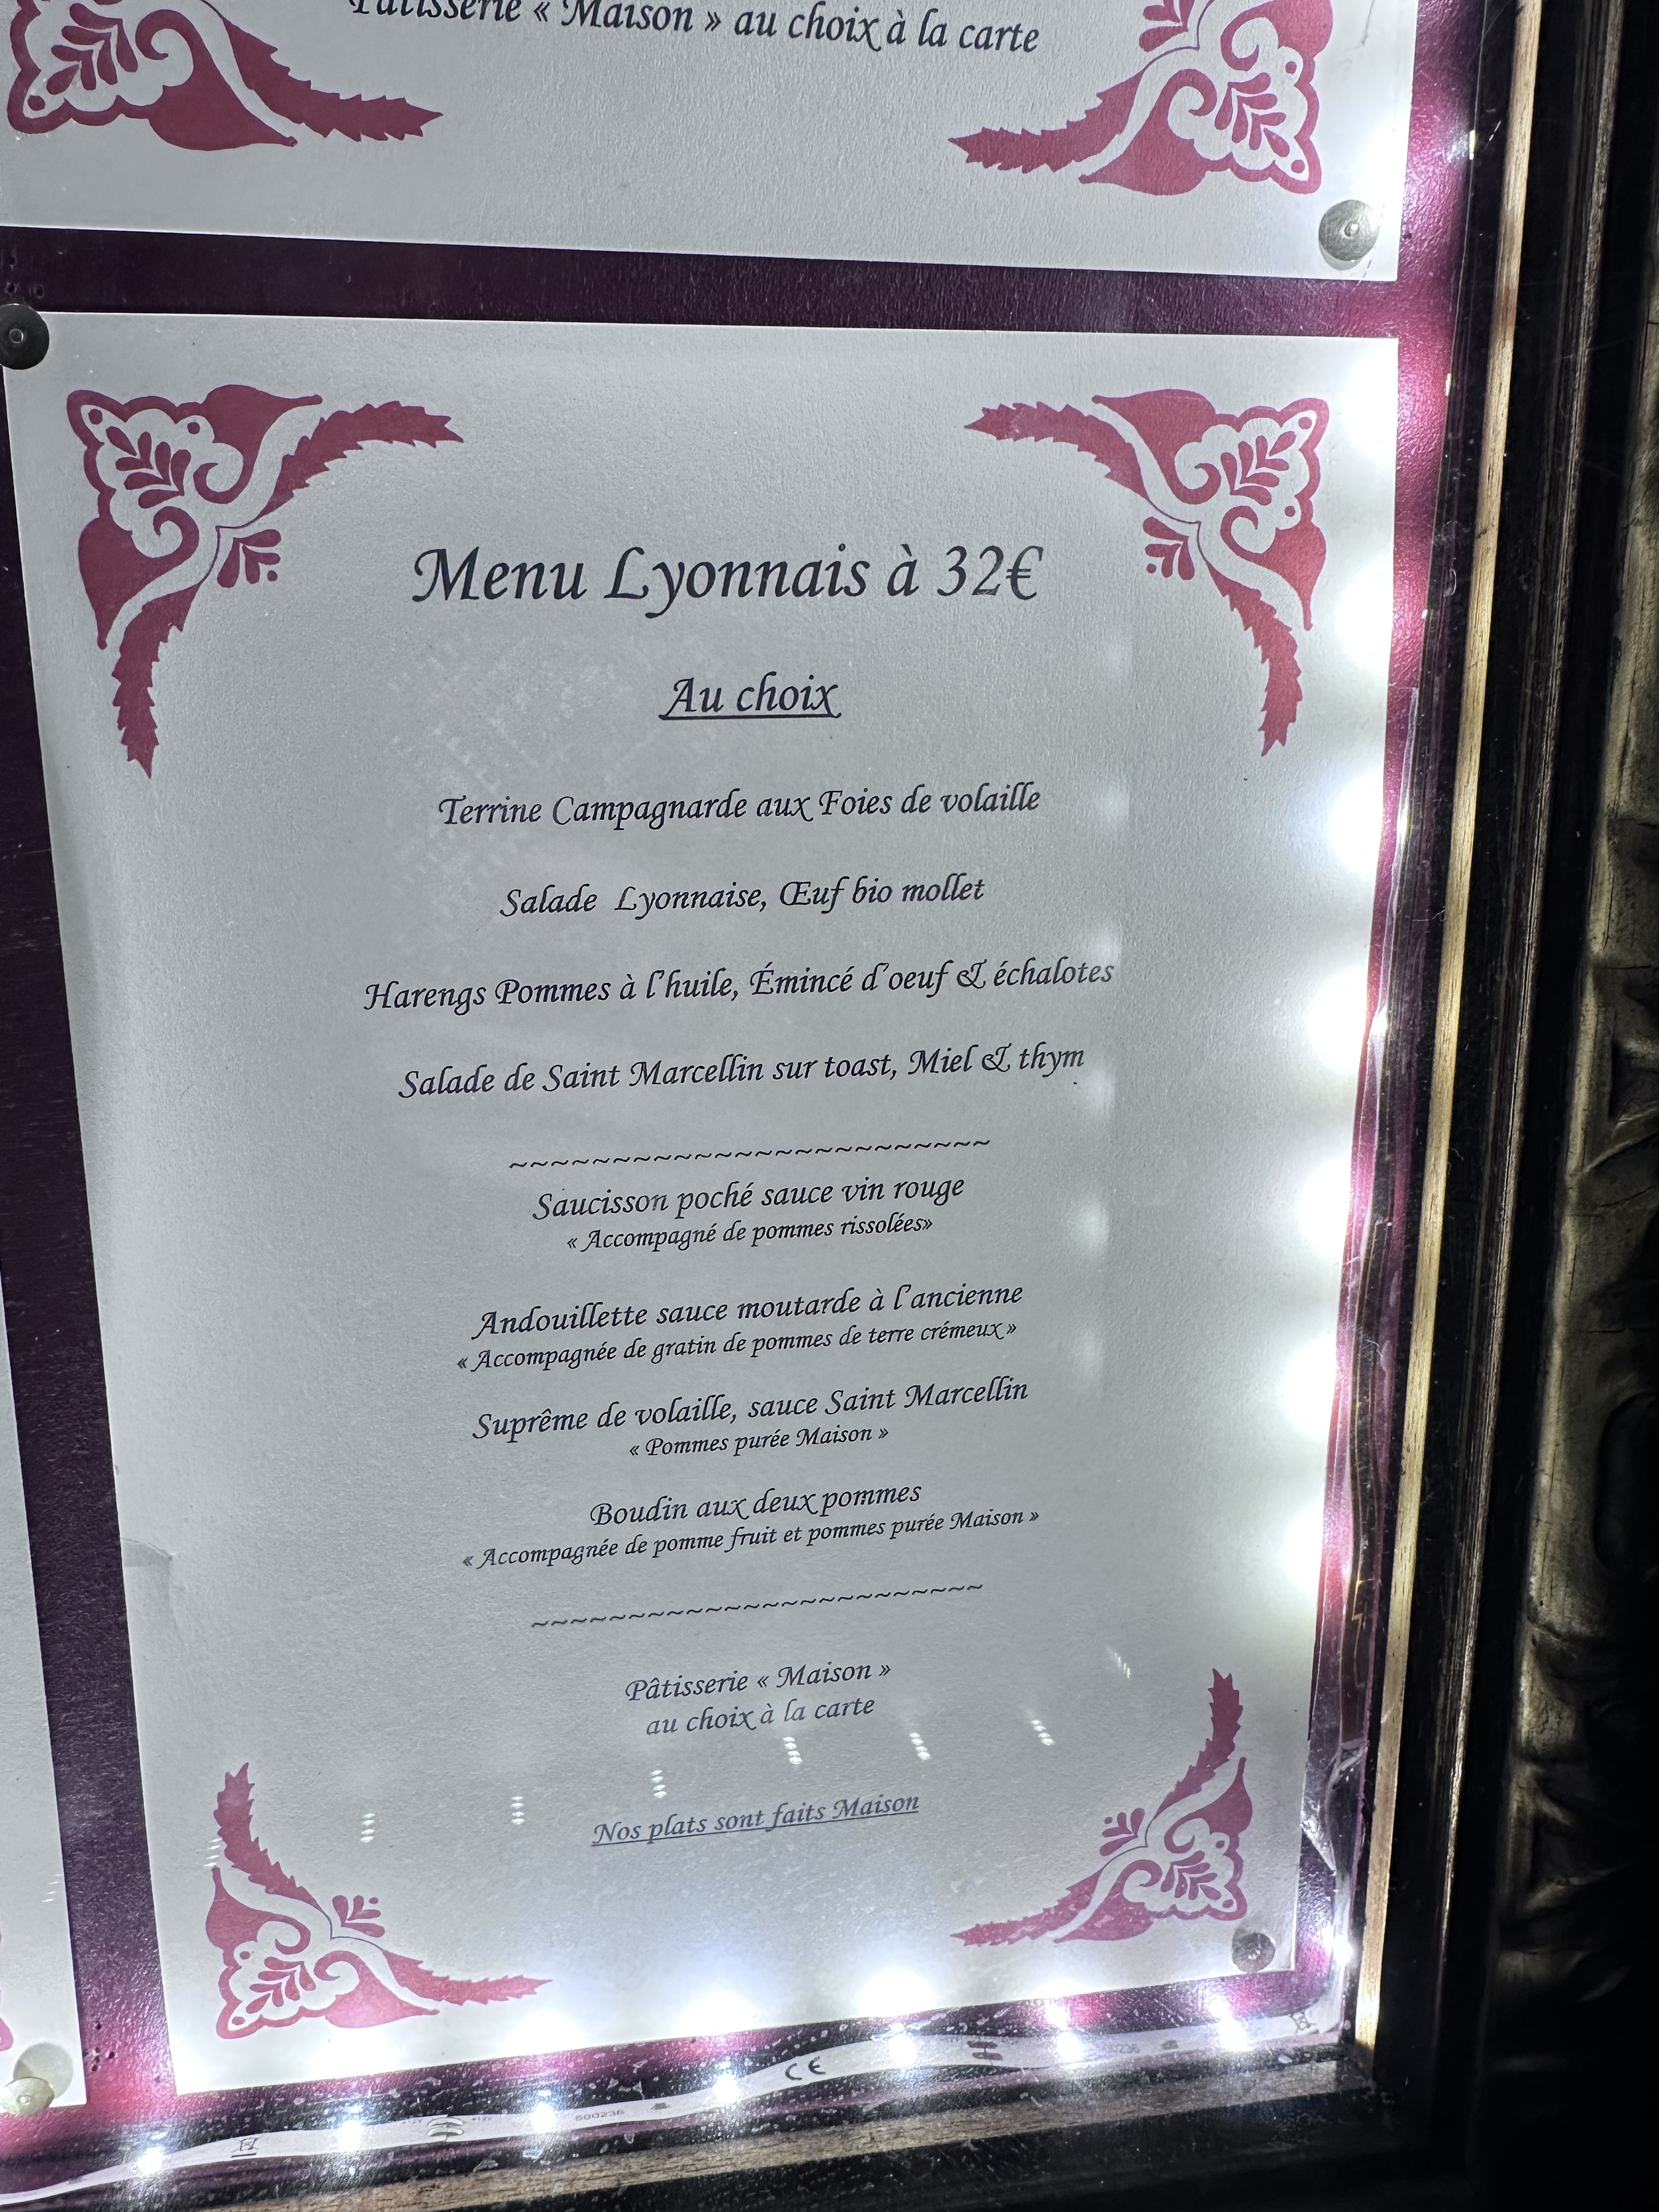 Pâtisserie « Maison » au choix à la carte
Menu Lyonnais à 32€
Au choix
Terrine Campagnarde aux Foies de volaille
Salade Lyonnaise, Œuf bio mollet
Harengs Pommes à l'huile, Émincé d'oeuf & échalotes
Salade de Saint Marcellin sur toast, Miel & thym
~~~~~~~~~~~~~~~~~~~~~~~~
Saucisson poché sauce vin rouge
« Accompagné de pommes rissolées»
Andouillette sauce moutarde à l'ancienne
« Accompagnée de gratin de pommes de terre crémeux »
Suprême de volaille, sauce Saint Marcellin
« Pommes purée Maison »
Boudin aux deux pommes
« Accompagnée de pomme fruit et pommes purée Maison »
~~~~~~~~~~~~~~~~~~~~~~~~
Pâtisserie « Maison »
au choix à la carte
Nos plats sont faits Maison
CE